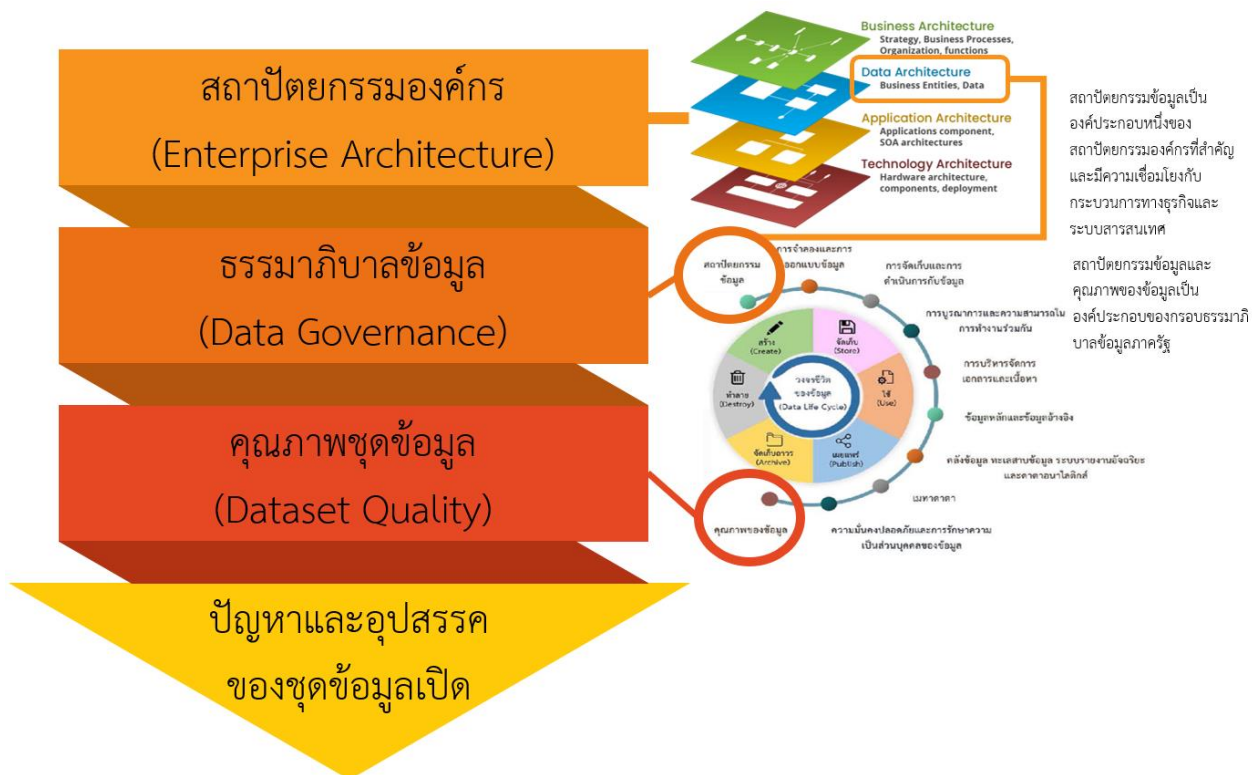 สถาปัตยกรรมองค์กร
(Enterprise Architecture)
ธรรมาภิบาลข้อมูล
(Data Governance)
คุณภาพชุดข้อมูล
(Dataset Quality)
ปัญหาและอุปสรรค
ของชุดข้อมูลเปิด
Business Architecture
Strategy, Business Processes,
Organization, functions
Data Architecture
Business Entities, Data
Application Architecture
Applications component,
SOA architectures
Technology Architecture
Hardware architecture,
components, deployment
สถาปัตยกรรมข้อมูลเป็น
องค์ประกอบหนึ่งของ
สถาปัตยกรรมองค์กรที่สำคัญ
และมีความเชื่อมโยงกับ
กระบวนการทางธุรกิจและ
ระบบสารสนเทศ
สถาปัตยกรรมข้อมูลและ
คุณภาพของข้อมูลเป็น
องค์ประกอบของกรอบธรรมาภิ
บาลข้อมูลภาครัฐ
สถาปัตยกรรม
ข้อมูล
การจำลองและการ
ออกแบบข้อมูล
การจัดเก็บและการ
ดำเนินการกับข้อมูล
การบูรณาการและความสามารถใน
การทำงานร่วมกัน
การบริหารจัดการ
เอกสารและเนื้อหา
ข้อมูลหลักและข้อมูลอ้างอิง
คลังข้อมูล ทะเลสาบข้อมูล ระบบรายงานอัจฉริยะ
และดาตาอนาไลติกส์
เมทาดาตา
ความมั่นคงปลอดภัยและการรักษาความ
เป็นส่วนบุคคลของข้อมูล
คุณภาพของข้อมูล
สร้าง
(Create)
จัดเก็บ
(Store)
ใช้
(Use)
เผยแพร่
(Publish)
จัดเก็บถาวร
(Archive)
ทำลาย
(Destroy)
วงจรชีวิต
ของข้อมูล
(Data Life Cycle)